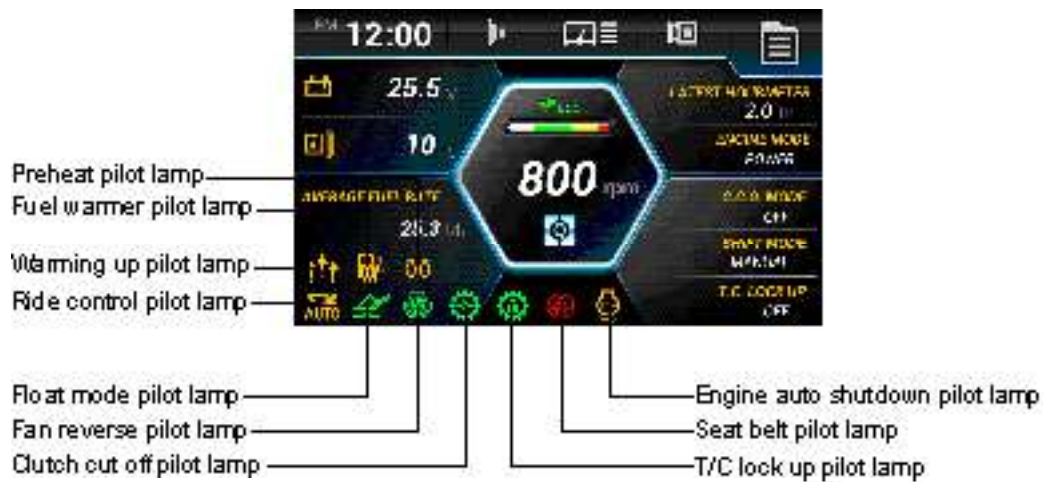 12:00
25.5
LATEST HOURMETER
2.0
10
ENGINE MODE
POWER
Preheat pilot lamp
Fuel warmer pilot lamp
AVERAGE FUEL RATE
800 rpm
C.C.O. MODE
OFF
SHIFT MODE
MANUAL
Warming up pilot lamp
Ride control pilot lamp
AUTO
T.C. LOCK UP
OFF
Float mode pilot lamp
Fan reverse pilot lamp
Clutch cut off pilot lamp
Engine auto shutdown pilot lamp
Seat belt pilot lamp
T/C lock up pilot lamp